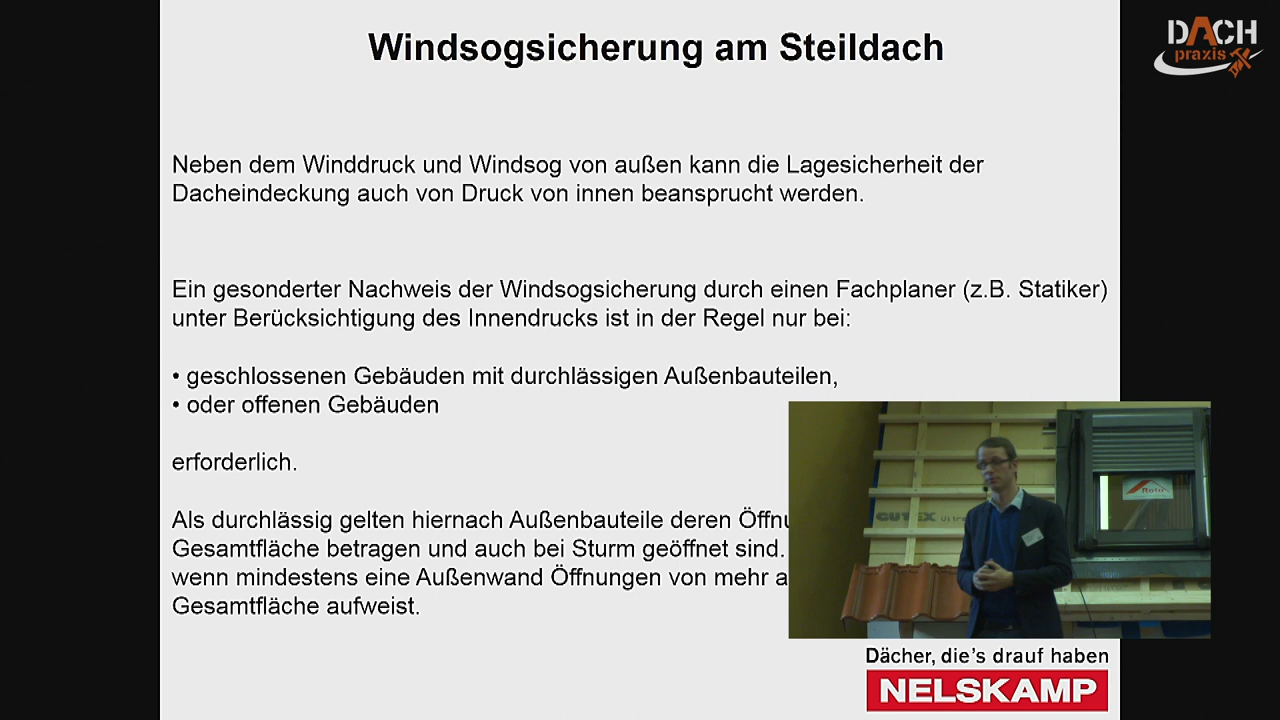 Windsogsicherung am Steildach
DACH
praxis
Neben dem Winddruck und Windsog von außen kann die Lagesicherheit der
Dacheindeckung auch von Druck von innen beansprucht werden.
Ein gesonderter Nachweis der Windsogsicherung durch einen Fachplaner (z.B. Statiker)
unter Berücksichtigung des Innendrucks ist in der Regel nur bei:
• geschlossenen Gebäuden mit durchlässigen Außenbauteilen,
• oder offenen Gebäuden
erforderlich.
Als durchlässig gelten hiernach Außenbauteile deren
Gesamtfläche betragen und auch bei Sturm geöffnet sind.
wenn mindestens eine Außenwand Öffnungen von mehr
Gesamtfläche aufweist.
Roto
GUTEX
Dächer, die's drauf haben
NELSKAMP